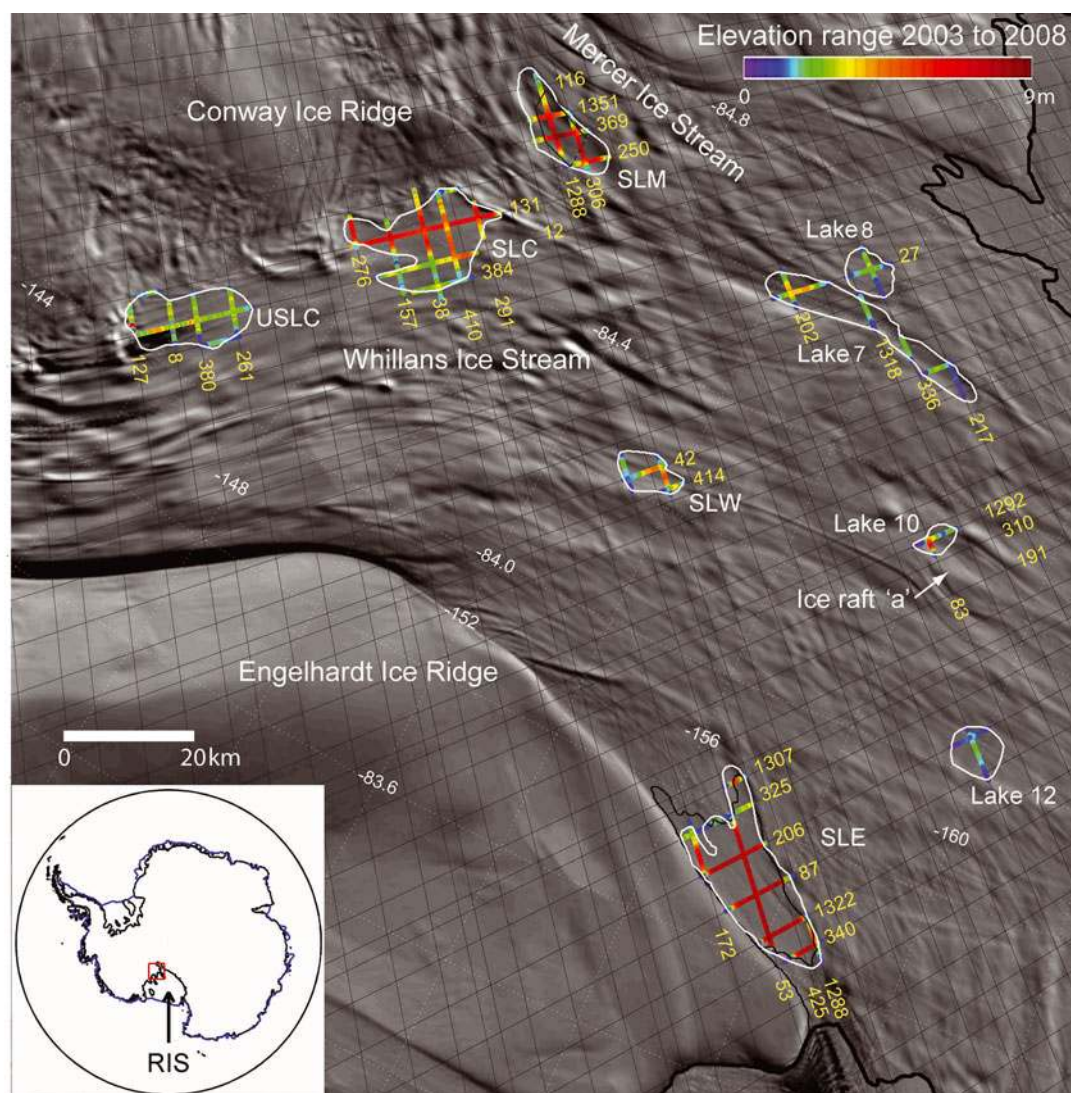 Elevation range 2003 to 2008
0
9m
Mercer Ice Stream
-84.8
Conway Ice Ridge
116
1351
369
250
SLM
306
1288
131
12
SLC
384
276
157
38
410
291
-144
USLC
127
8
380
261
Whillans Ice Stream
-84.4
Lake 8
27
202
Lake 7
1318
336
217
-148
42
414
SLW
-84.0
Lake 10
1292
310
191
Ice raft ‘a’
83
-152
Engelhardt Ice Ridge
0
20km
-83.6
-156
1307
325
206
SLE
87
1322
340
172
53
425
1288
Lake 12
-160
RIS